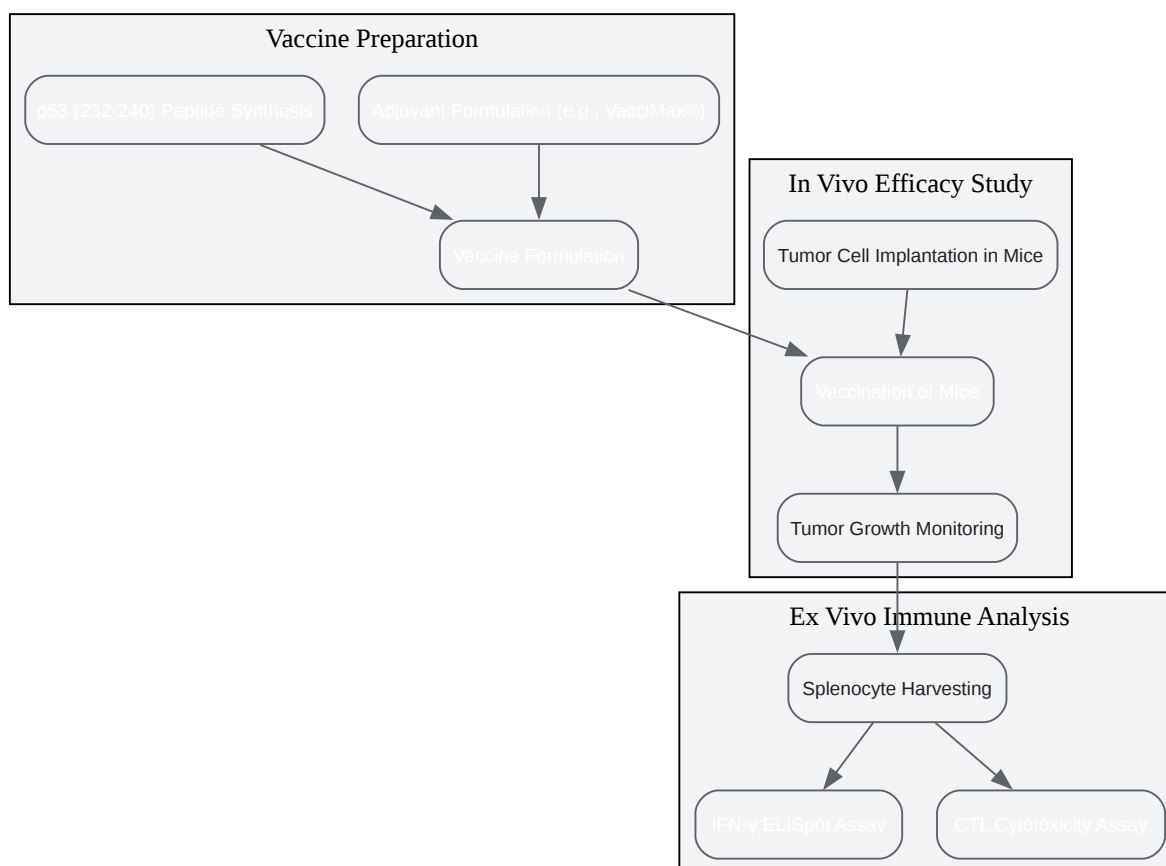 Vaccine Preparation
p53 (232-240) Peptide Synthesis
Adjuvant Formulation (e.g., VacciMax®)
Vaccine Formulation
In Vivo Efficacy Study
Tumor Cell Implantation in Mice
Vaccination of Mice
Tumor Growth Monitoring
Ex Vivo Immune Analysis
Splenocyte Harvesting
IFN-γ ELISpot Assay
CTL Cytotoxicity Assay